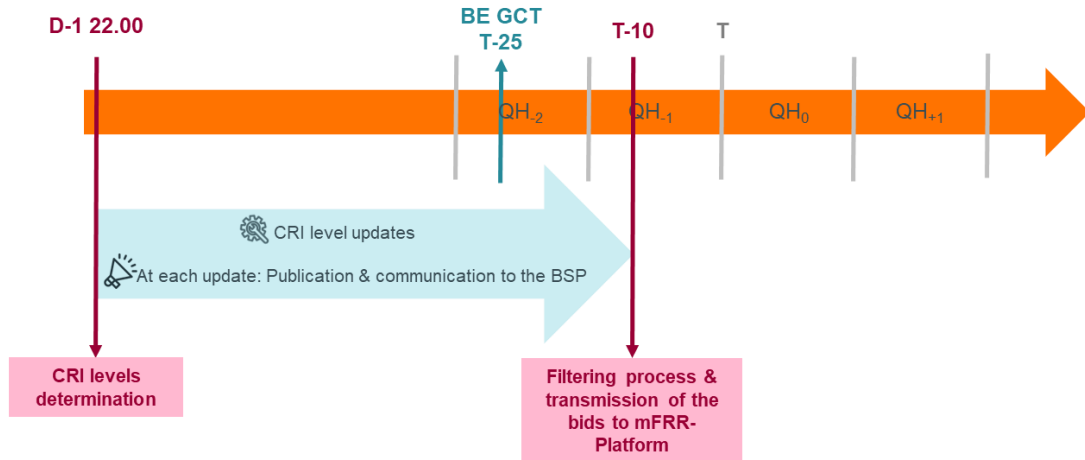 D-1 22.00
BE GCT
T-25
T-10
T
QH-2
QH-1
QH0
QH+1
CRI level updates
At each update: Publication & communication to the BSP
CRI levels
determination
Filtering process &
transmission of the
bids to mFRR-
Platform